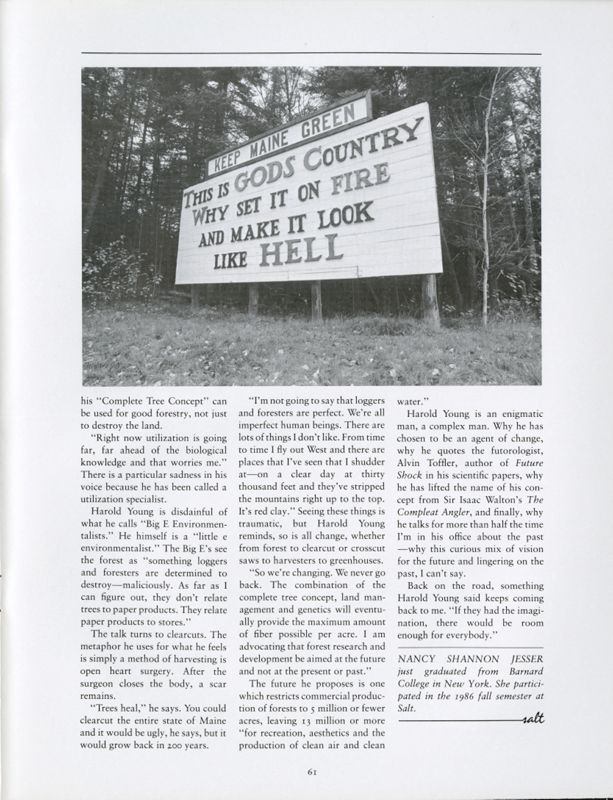 KEEP MAINE GREEN
THIS IS GODS COUNTRY
WHY SET IT ON FIRE
AND MAKE IT LOOK
LIKE HELL
his "Complete Tree Concept" can
be used for good forestry, not just
to destroy the land.
"Right now utilization is going
far, far ahead of the biological
knowledge and that worries me."
There is a particular sadness in his
voice because he has been called a
utilization specialist.
Harold Young is disdainful of
what he calls "Big E Environmen-
talists." He himself is a "little e
environmentalist." The Big E's see
the forest as "something loggers
and foresters are determined to
destroy—maliciously. As far as I
can figure out, they don't relate
trees to paper products. They relate
paper products to stores."
The talk turns to clearcuts. The
metaphor he uses for what he feels
is simply a method of harvesting is
open heart surgery. After the
surgeon closes the body, a scar
remains.
"Trees heal," he says. You could
clearcut the entire state of Maine
and it would be ugly, he says, but it
would grow back in 200 years.
"I'm not going to say that loggers
and foresters are perfect. We're all
imperfect human beings. There are
lots of things I don't like. From time
to time I fly out West and there are
places that I've seen that I shudder
at—on a clear day at thirty
thousand feet and they've stripped
the mountains right up to the top.
It's red clay." Seeing these things is
traumatic, but Harold Young
reminds, so is all change, whether
from forest to clearcut or crosscut
saws to harvesters to greenhouses.
"So we're changing. We never go
back. The combination of the
complete tree concept, land man-
agement and genetics will eventu-
ally provide the maximum amount
of fiber possible per acre. I am
advocating that forest research and
development be aimed at the future
and not at the present or past."
The future he proposes is one
which restricts commercial produc-
tion of forests to 5 million or fewer
acres, leaving 13 million or more
"for recreation, aesthetics and the
production of clean air and clean
water."
Harold Young is an enigmatic
man, a complex man. Why he has
chosen to be an agent of change,
why he quotes the futorologist,
Alvin Toffler, author of Future
Shock in his scientific papers, why
he has lifted the name of his con-
cept from Sir Isaac Walton's The
Compleat Angler, and finally, why
he talks for more than half the time
I'm in his office about the past
—why this curious mix of vision
for the future and lingering on the
past, I can't say.
Back on the road, something
Harold Young said keeps coming
back to me. "If they had the imagi-
nation, there would be room
enough for everybody."
NANCY SHANNON JESSER
just graduated from Barnard
College in New York. She partici-
pated in the 1986 fall semester at
Salt.
salt
61